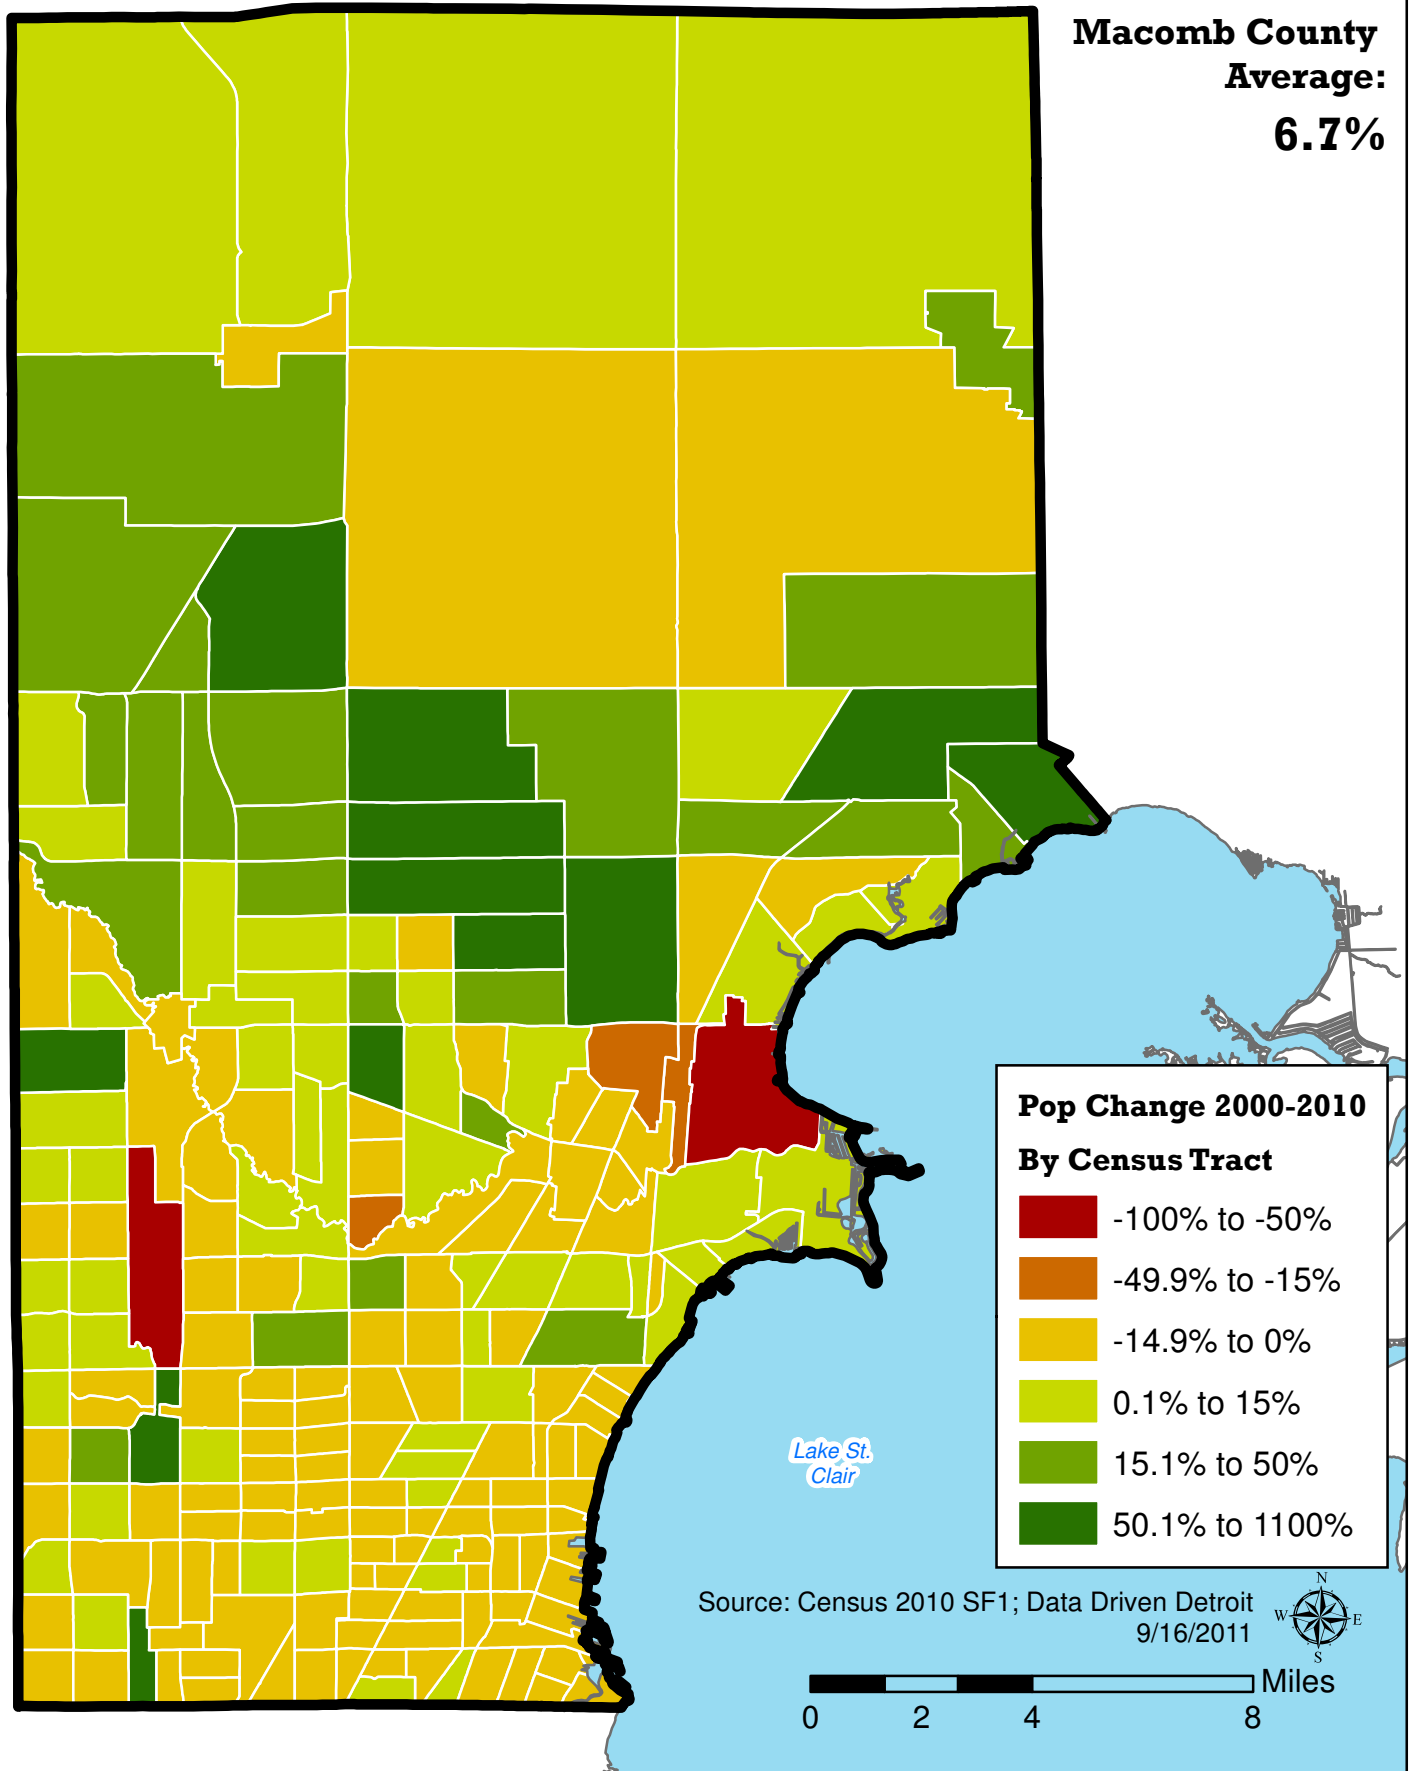 Macomb County
Average:
6.7%
Pop Change 2000-2010
By Census Tract
-100% to -50%
-49.9% to -15%
-14.9% to 0%
0.1% to 15%
15.1% to 50%
50.1% to 1100%
Lake St.
Clair
Source: Census 2010 SF1; Data Driven Detroit
9/16/2011
N
W E
S
Miles
0 2 4 8